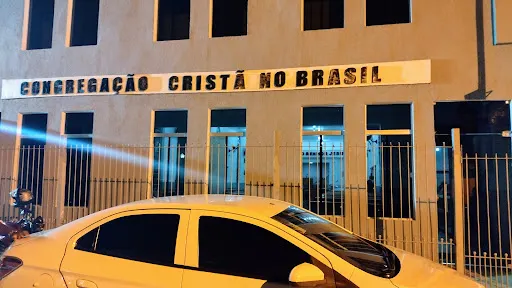 CONGREGAÇÃO CRISTÃ NO BRASIL